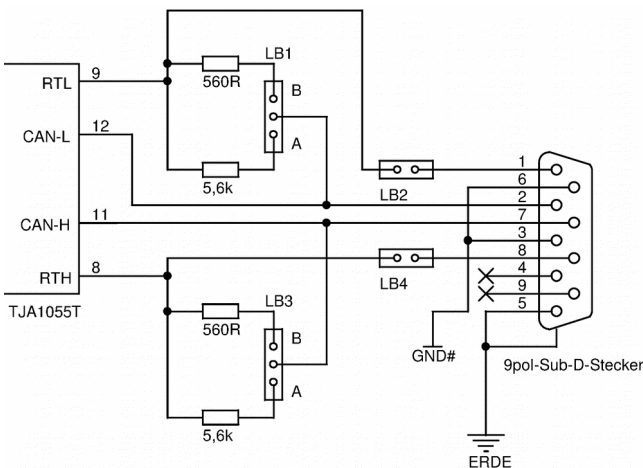 RTL
9
CAN-L
12
CAN-H
11
RTH
8
TJA1055T
560R
5,6k
LB1
B
A
LB2
LB4
560R
5,6k
LB3
B
A
1
6
2
7
3
8
4
9
5
GND#
9pol-Sub-D-Stecker
ERDE